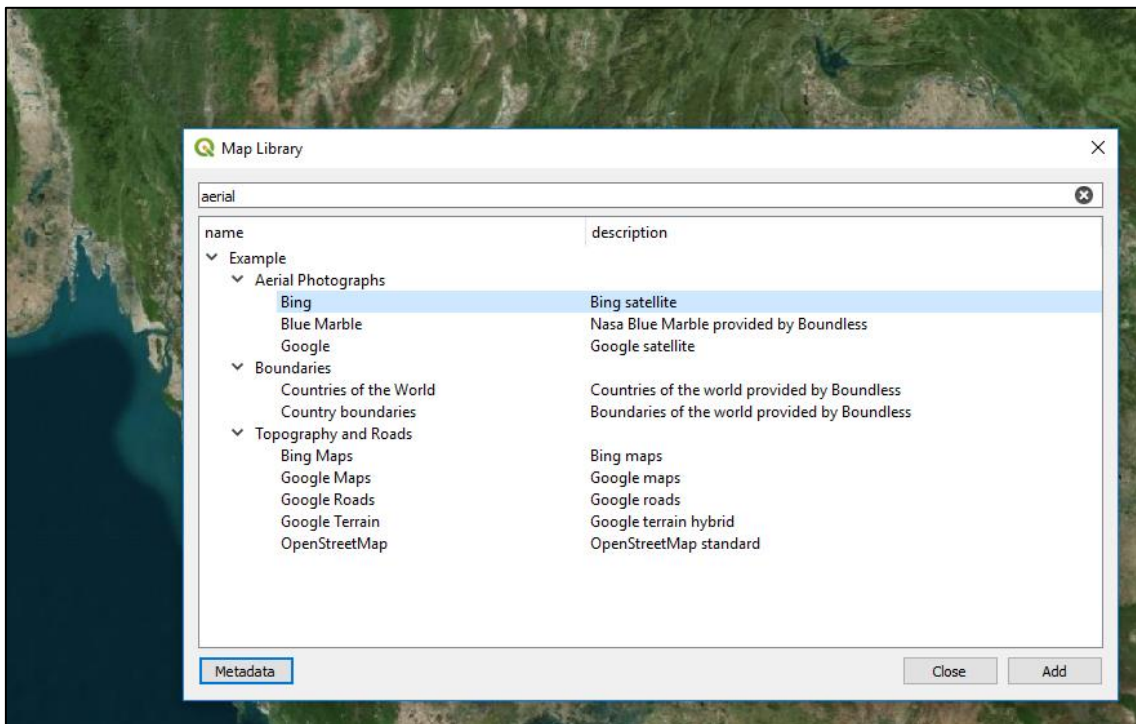 Map Library
aerial
name description
Example
Aerial Photographs
Bing Bing satellite
Blue Marble Nasa Blue Marble provided by Boundless
Google Google satellite
Boundaries
Countries of the World Countries of the world provided by Boundless
Country boundaries Boundaries of the world provided by Boundless
Topography and Roads
Bing Maps Bing maps
Google Maps Google maps
Google Roads Google roads
Google Terrain Google terrain hybrid
OpenStreetMap OpenStreetMap standard
Metadata Close Add